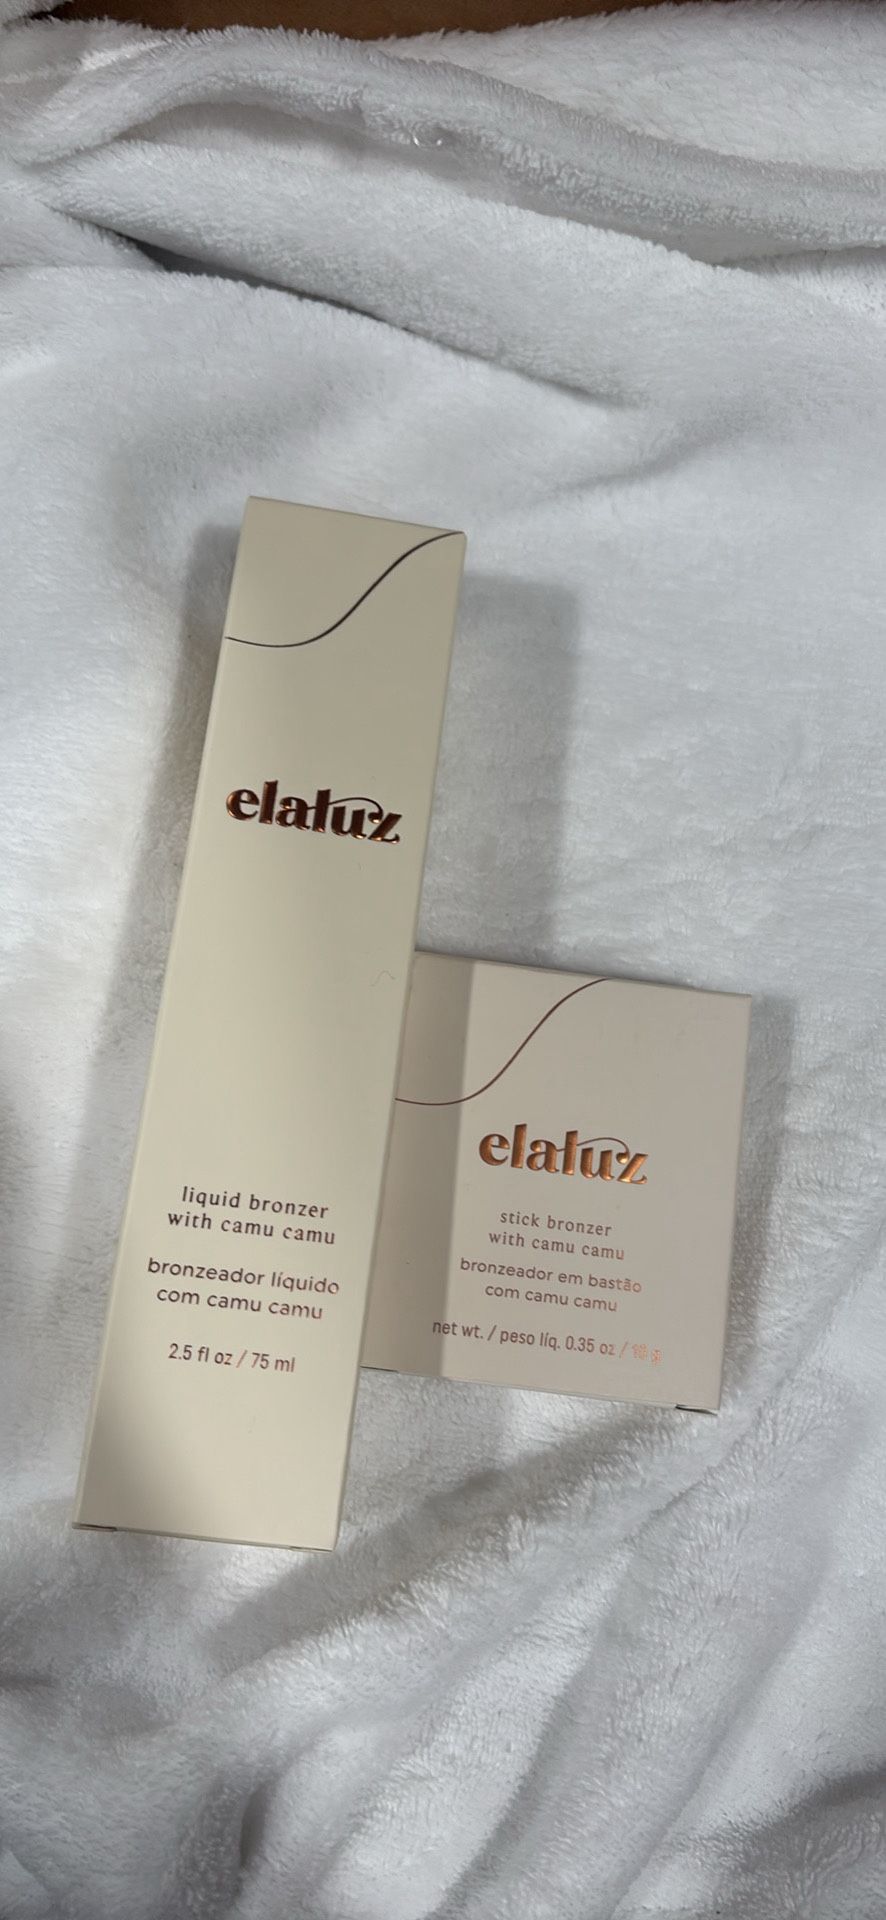 elaluz
liquid bronzer
with camu camu
bronzeador líquido
com camu camu
2.5 fl oz / 75 ml
elaluz
stick bronzer
with camu camu
bronzeador em bastão
com camu camu
net wt. / peso líq. 0.35 oz / 10 g